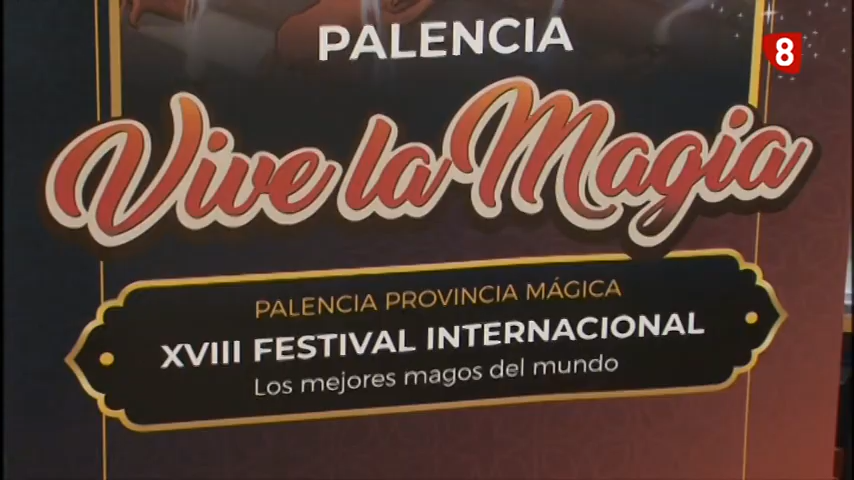 PALENCIA
8
Vive la Magia
PALENCIA PROVINCIA MÁGICA
XVIII FESTIVAL INTERNACIONAL
Los mejores magos del mundo